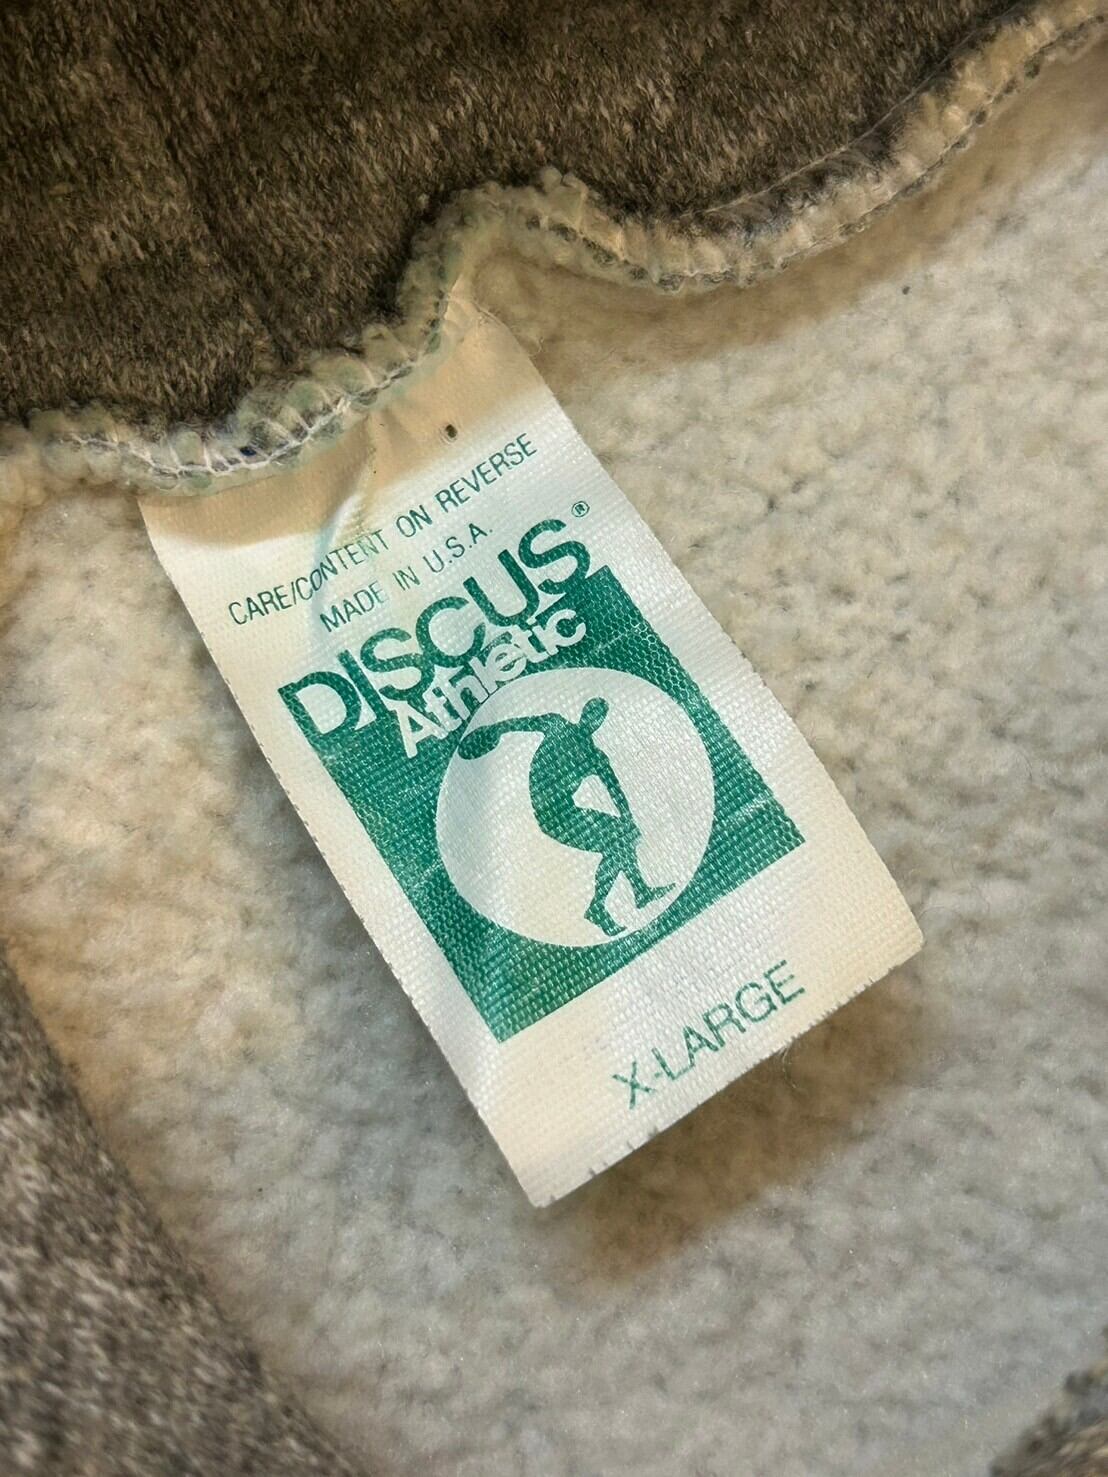 CARE/CONTENT ON REVERSE
MADE IN U.S.A.
DISCUS®
Athletic
X-LARGE